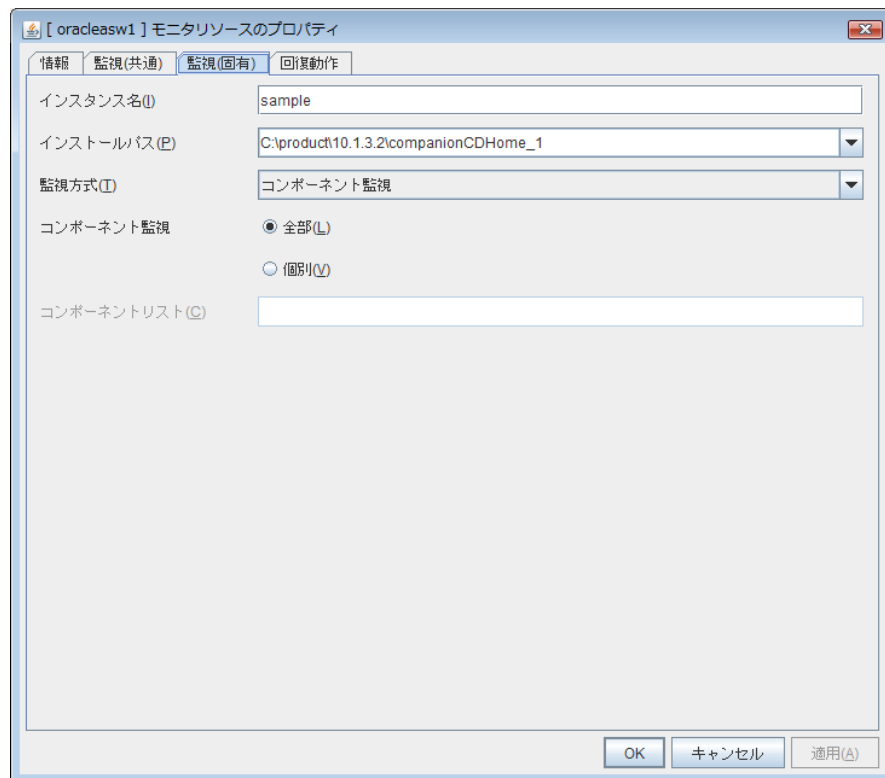 [ oracleasw1 ] モニタリソースのプロパティ
情報 監視(共通) 監視(固有) 回復動作
インスタンス名(I) sample
インストールパス(P) C:\product\10.1.3.2\companionCDHome_1
監視方式(T) コンポーネント監視
コンポーネント監視 全部(L)
個別(V)
コンポーネントリスト(C)
OK キャンセル 適用(A)